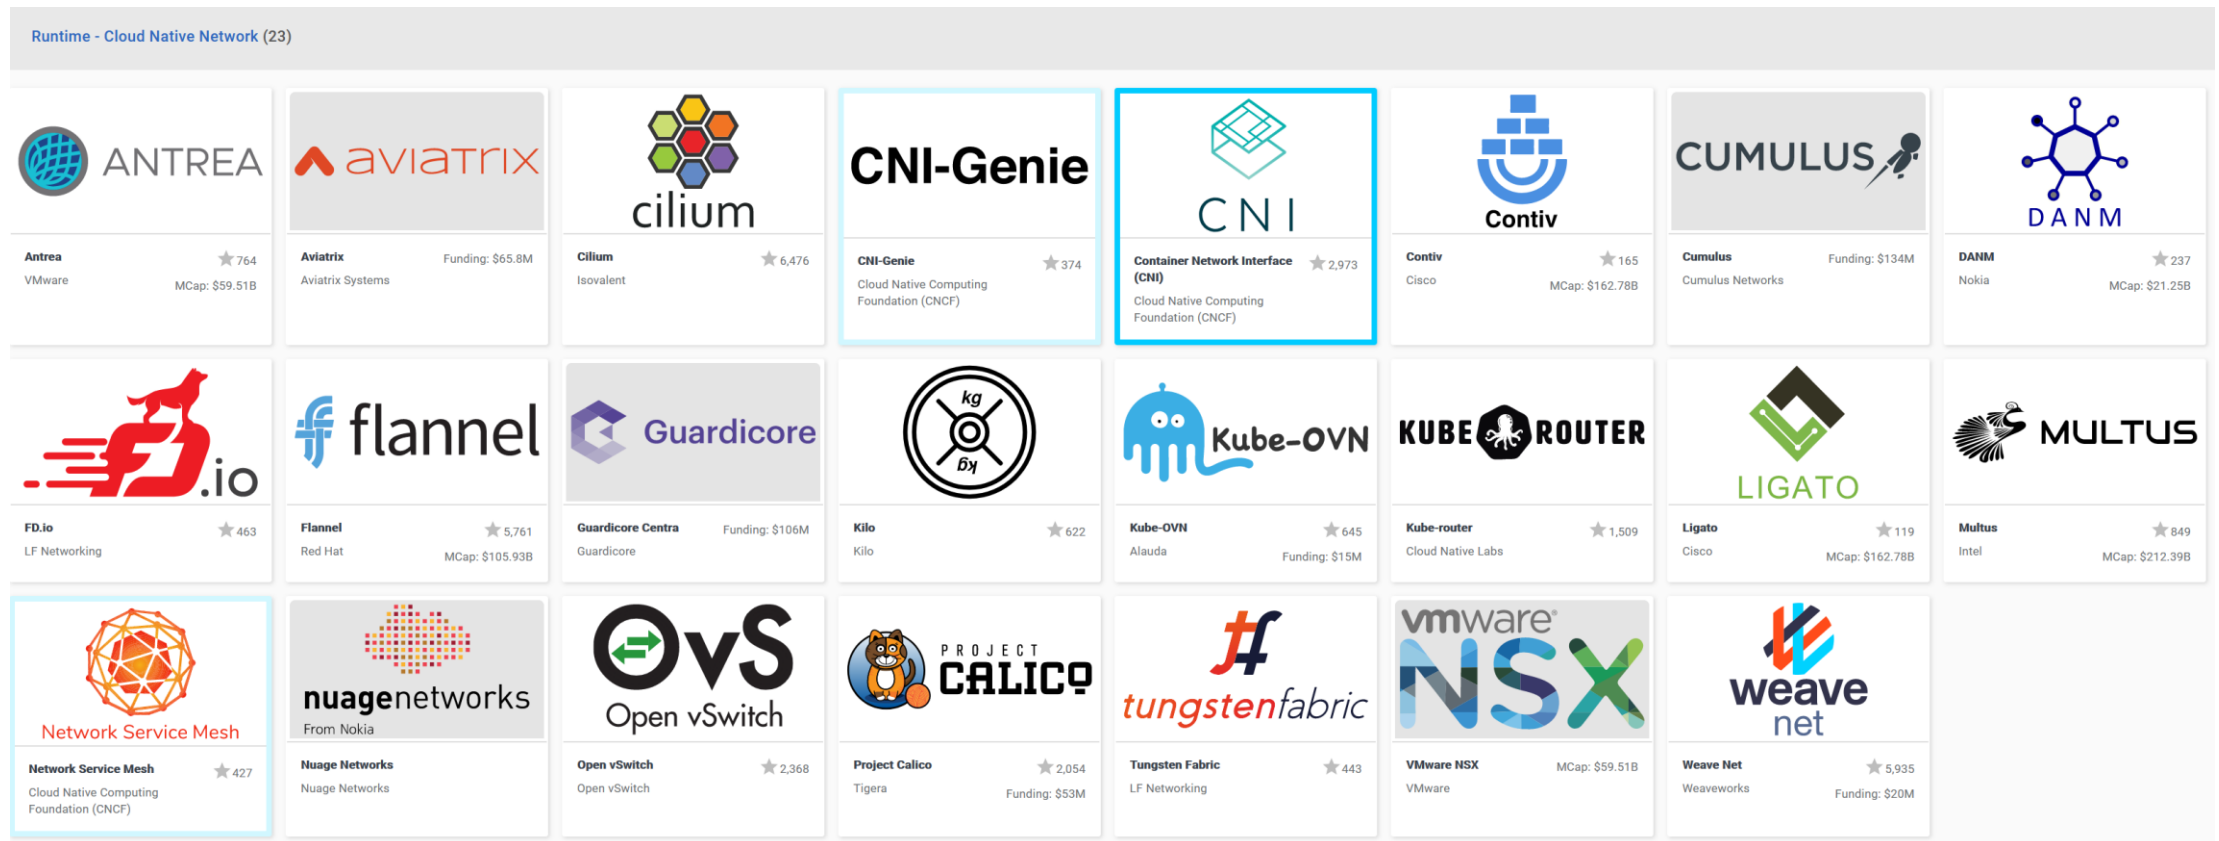 Runtime - Cloud Native Network (23)
ANTREA
Antrea
764
VMware
MCap: $59.51B
aviatrix
Aviatrix
Funding: $65.8M
Aviatrix Systems
cilium
Cilium
6,476
Isovalent
CNI-Genie
CNI-Genie
374
Cloud Native Computing
Foundation (CNCF)
CNI
Container Network Interface
(CNI)
2,973
Cloud Native Computing
Foundation (CNCF)
Contiv
Contiv
165
Cisco
MCap: $162.78B
CUMULUS
Cumulus
Funding: $134M
Cumulus Networks
DANM
DANM
237
Nokia
MCap: $21.25B
FD.io
FD.io
463
LF Networking
flannel
Flannel
5,761
Red Hat
MCap: $105.93B
Guardicore
Guardicore Centra
Funding: $106M
Guardicore
kg
kg
Kilo
622
Kilo
Kube-OVN
Kube-OVN
645
Alauda
Funding: $15M
KUBE ROUTER
Kube-router
1,509
Cloud Native Labs
LIGATO
Ligato
119
Cisco
MCap: $162.78B
MULTUS
Multus
849
Intel
MCap: $212.39B
Network Service Mesh
Network Service Mesh
427
Cloud Native Computing
Foundation (CNCF)
nuagenetworks
From Nokia
Nuage Networks
Nuage Networks
OvS
Open vSwitch
Open vSwitch
2,368
Open vSwitch
PROJECT
CALICO
Project Calico
2,054
Tigera
Funding: $53M
tf
tungstenfabric
Tungsten Fabric
443
LF Networking
vmware
NSX
VMware NSX
MCap: $59.51B
VMware
weave
net
Weave Net
5,935
Weaveworks
Funding: $20M